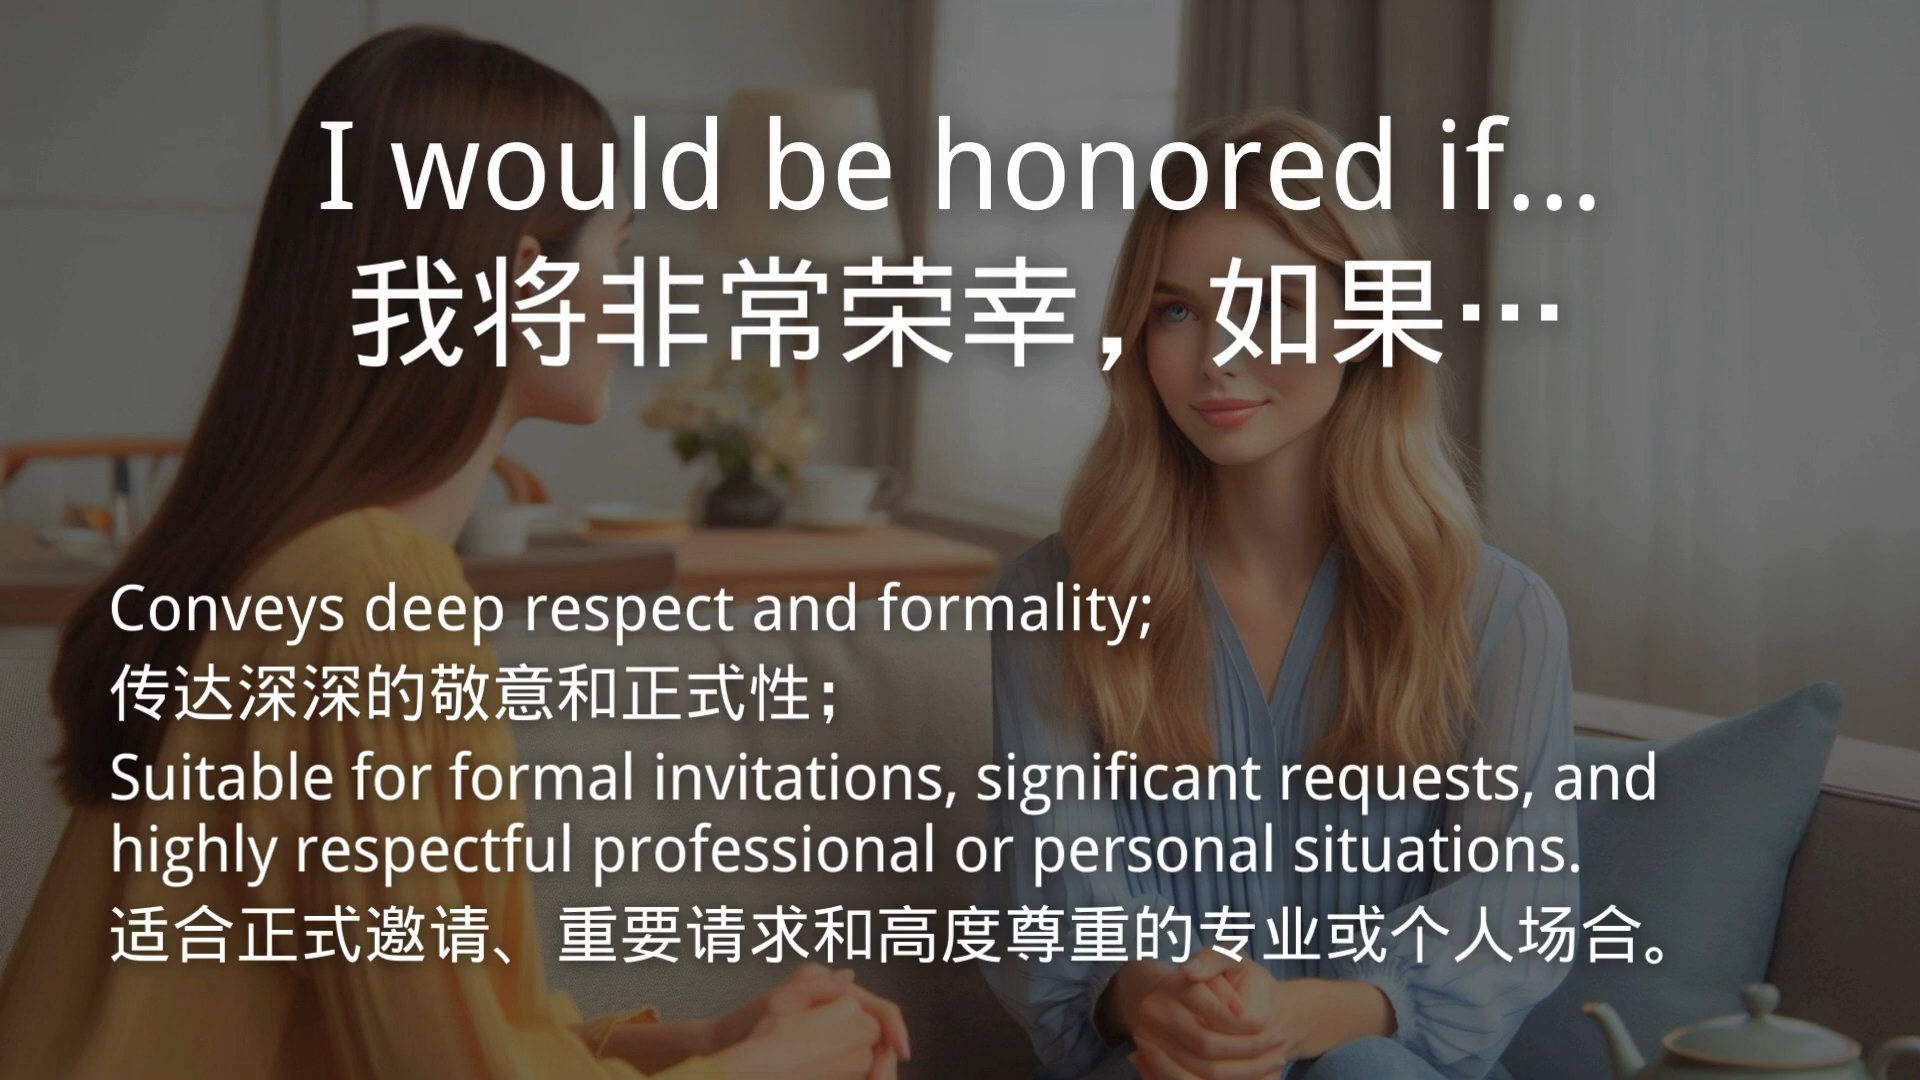 I would be honored if...
我将非常荣幸，如果…
Conveys deep respect and formality;
传达深深的敬意和正式性；
Suitable for formal invitations, significant requests, and
highly respectful professional or personal situations.
适合正式邀请、重要请求和高度尊重的专业或个人场合。